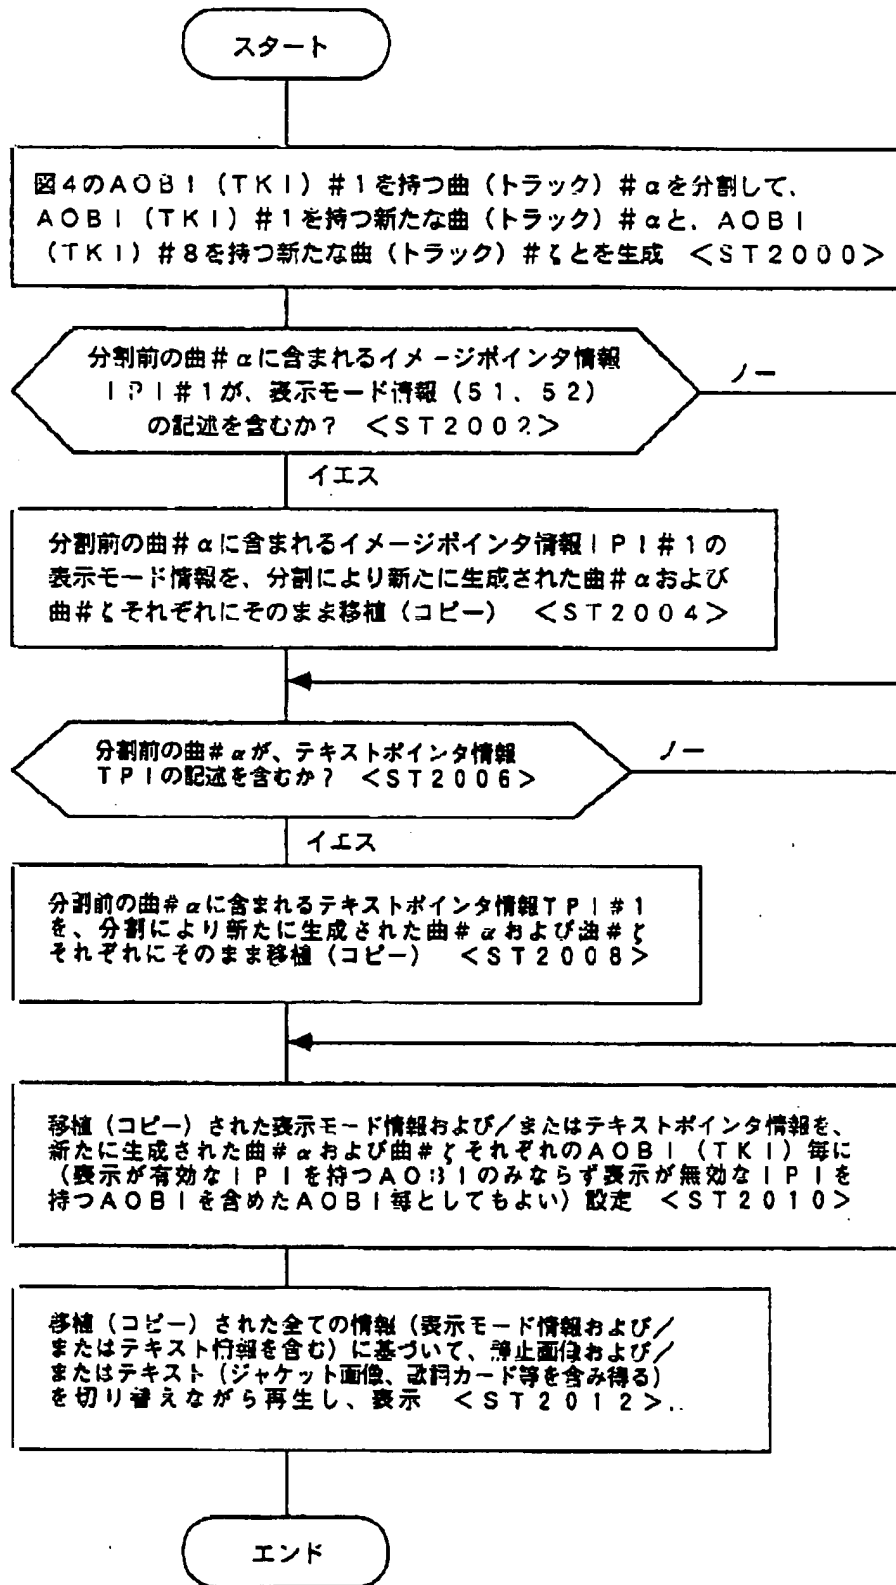 スタート
図4のAOBI(TKI)#1を持つ曲(トラック)#αを分割して、
AOBI(TKI)#1を持つ新たな曲(トラック)#αと、AOBI
(TKI)#8を持つ新たな曲(トラック)#ζとを生成 <ST2000>
分割前の曲#αに含まれるイメージポインタ情報
IPI#1が、表示モード情報(51、52)
の記述を含むか? <ST2002>
ノー
イエス
分割前の曲#αに含まれるイメージポインタ情報IPI#1の
表示モード情報を、分割により新たに生成された曲#αおよび
曲#ζそれぞれにそのまま移植(コピー) <ST2004>
分割前の曲#αが、テキストポインタ情報
TPIの記述を含むか? <ST2006>
ノー
イエス
分割前の曲#αに含まれるテキストポインタ情報TPI#1
を、分割により新たに生成された曲#αおよび曲#ζ
それぞれにそのまま移植(コピー) <ST2008>
移植(コピー)された表示モード情報および/またはテキストポインタ情報を、
新たに生成された曲#αおよび曲#ζそれぞれのAOBI(TKI)毎に
(表示が有効なIPIを持つAOBIのみならず表示が無効なIPIを
持つAOBIを含めたAOBI毎としてもよい)設定 <ST2010>
移植(コピー)された全ての情報(表示モード情報および/
またはテキスト情報を含む)に基づいて、静止画像および/
またはテキスト(ジャケット画像、歌詞カード等を含み得る)
を切り替えながら再生し、表示 <ST2012>
エンド